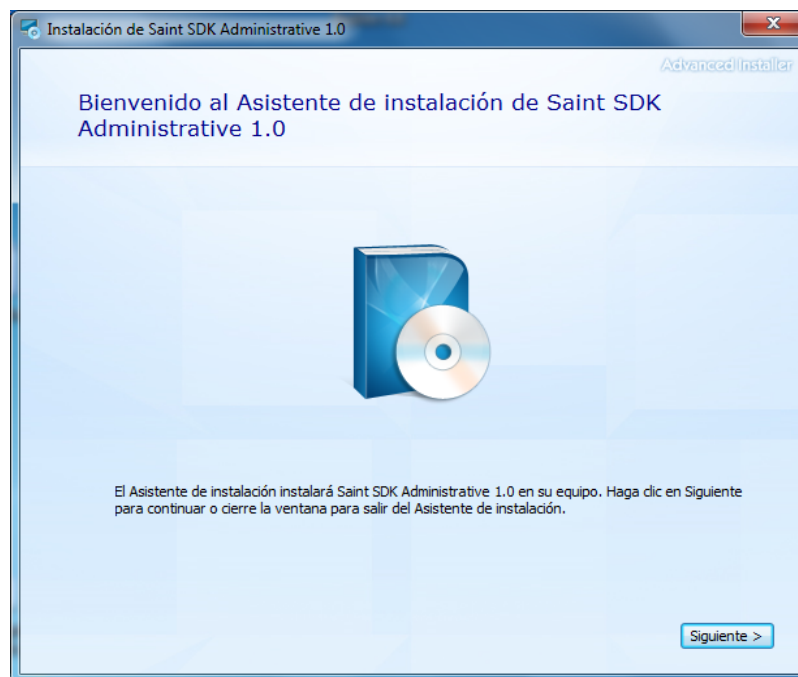 Instalación de Saint SDK Administrative 1.0
Advanced Installer
Bienvenido al Asistente de instalación de Saint SDK
Administrative 1.0
El Asistente de instalación instalará Saint SDK Administrative 1.0 en su equipo. Haga clic en Siguiente
para continuar o cierre la ventana para salir del Asistente de instalación.
Siguiente >